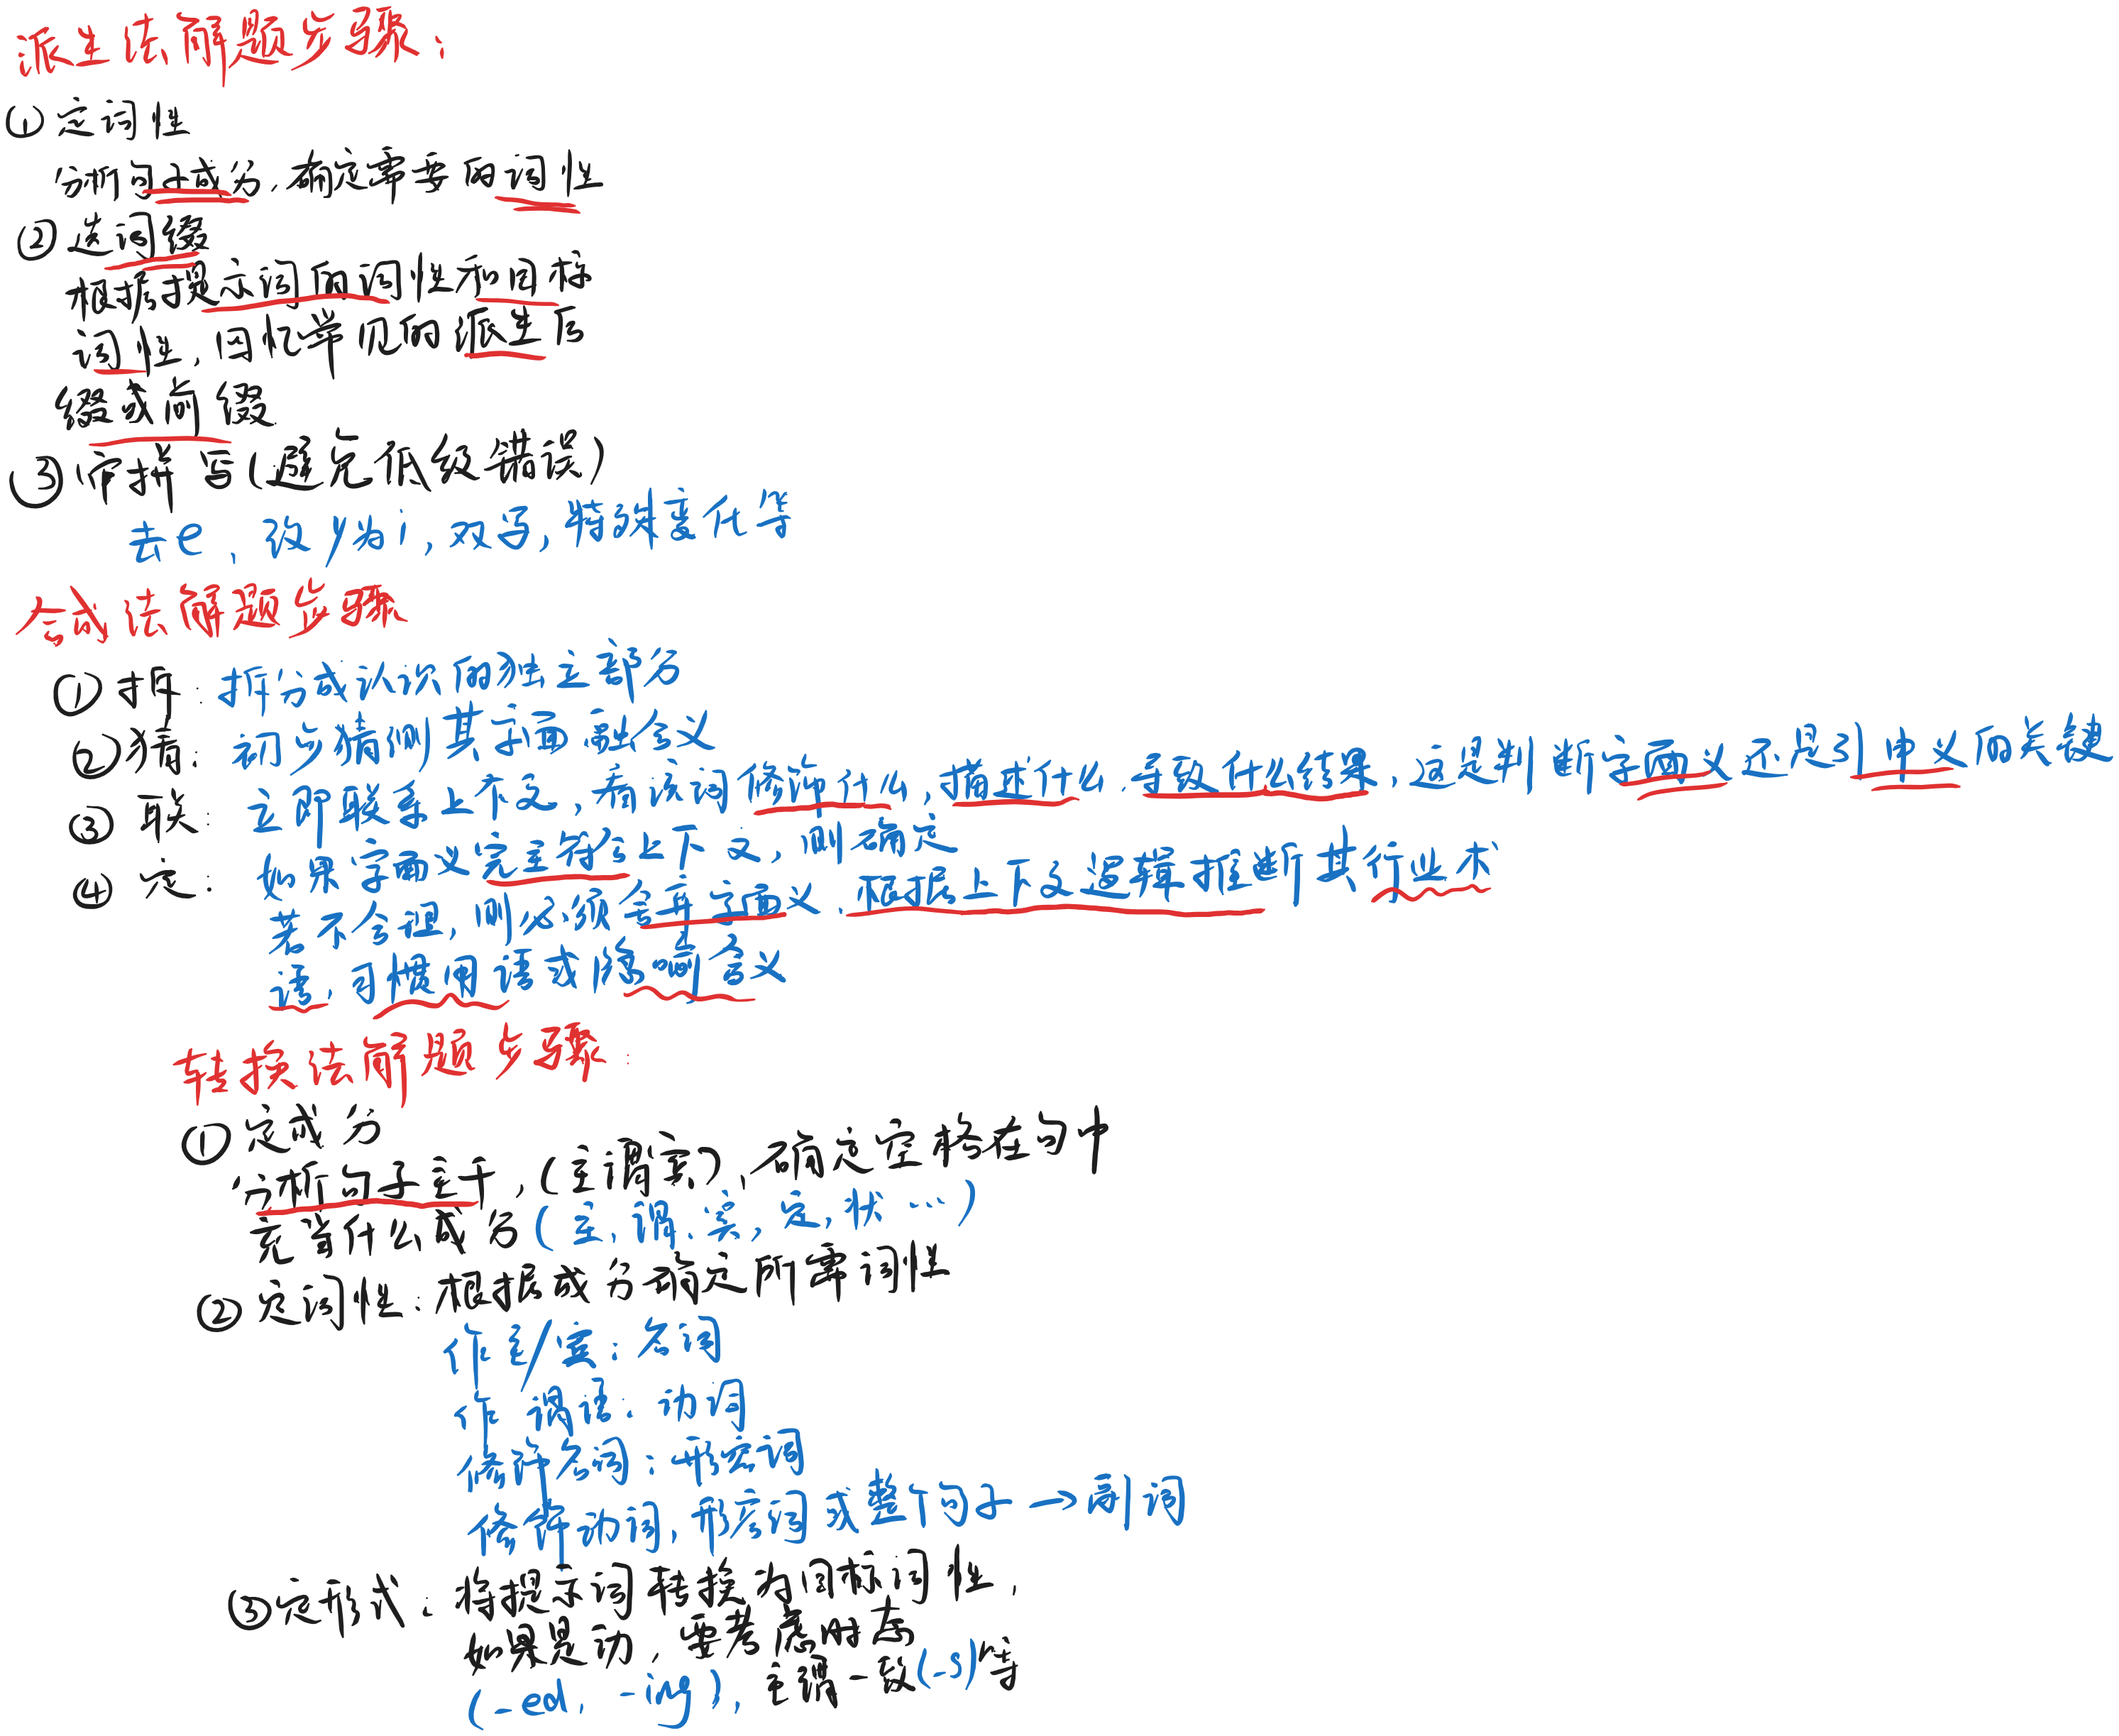 派生法解题步骤:
① 定词性
分析句子成分,确定需要的词性
② 选词缀
根据提示词的词性和目标
词性,回忆常见的派生后
缀或前缀
③ 审拼写(避免低级错误)
去e,改y为i,双写,特殊变化等
合成法解题步骤
① 拆: 拆分成认识的独立部分
② 猜: 初步猜测其字面融合义
③ 联: 立即联系上下文,看该词修饰什么,描述什么.导致什么结果,这是判断字面义还是引申义的关键
④ 定: 如果字面义完全符合上下文,则确定
若不合理,则必须舍弃字面义.根据上下文逻辑推断其行业术
语,习惯用语或隐喻含义
转换法解题步骤:
① 定成分
分析句子主干,(主谓宾),确定空格在句中
充当什么成分(主,谓.宾,定,状…)
② 定词性:根据成分确定所需词性
作主/宾:名词
作谓语:动词
修饰名词:形容词
修饰动词,形容词或整个句子→副词
③ 定形式:将提示词转换为目标词性,
如果是动,要考虑时态
(-ed, -ing),主谓一致(-s)等